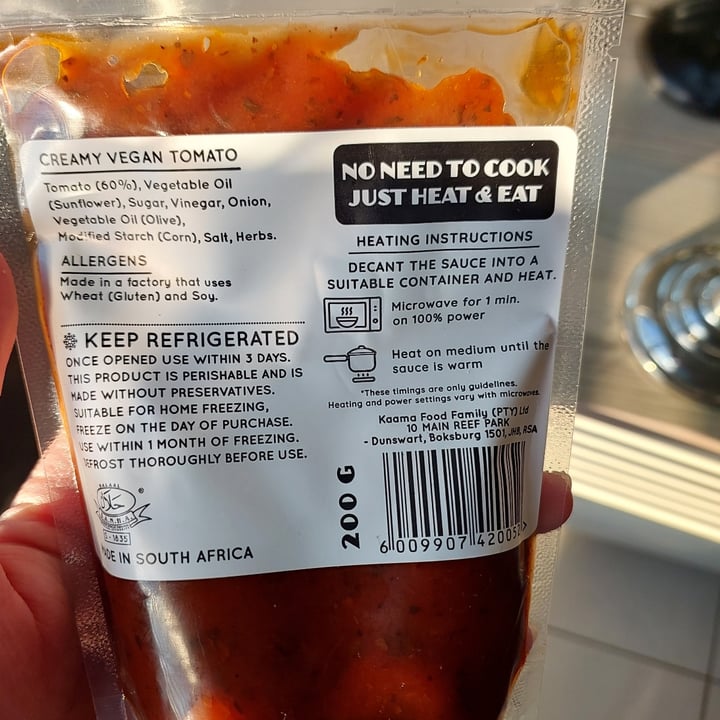 CREAMY VEGAN TOMATO
Tomato (60%), Vegetable Oil
(Sunflower), Sugar, Vinegar, Onion,
Vegetable Oil (Olive),
Modified Starch (Corn), Salt, Herbs.
ALLERGENS
Made in a factory that uses
Wheat (Gluten) and Soy.
KEEP REFRIGERATED
ONCE OPENED USE WITHIN 3 DAYS.
THIS PRODUCT IS PERISHABLE AND IS
MADE WITHOUT PRESERVATIVES.
SUITABLE FOR HOME FREEZING,
FREEZE ON THE DAY OF PURCHASE.
USE WITHIN 1 MONTH OF FREEZING.
DEFROST THOROUGHLY BEFORE USE.
حلال
MADE IN SOUTH AFRICA
NO NEED TO COOK
JUST HEAT & EAT
HEATING INSTRUCTIONS
DECANT THE SAUCE INTO A
SUITABLE CONTAINER AND HEAT.
Microwave for 1 min.
on 100% power
Heat on medium until the
sauce is warm
*These timings are only guidelines.
Heating and power settings vary with microwaves.
Kaama Food Family (PTY) Ltd
10 MAIN REEF PARK
- Dunswart, Boksburg 1501, JHB, RSA
200 G
6 009907 42005 >